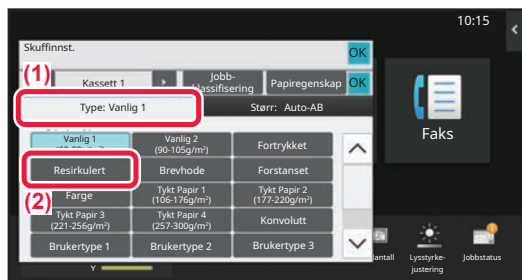 10:15
Skuffinnst.
OK
(1)
Kassett 1
Jobb-
klassifisering
Papiregenskap
OK
Type: Vanlig 1
Størr: Auto-AB
Vanlig 1
Vanlig 2
(90-105g/m²)
Fortrykket
Resirkulert
Brevhode
Forstanset
(2)
Farge
Tykt Papir 1
(106-176g/m²)
Tykt Papir 2
(177-220g/m²)
Tykt Papir 3
(221-256g/m²)
Tykt Papir 4
(257-300g/m²)
Konvolutt
Brukertype 1
Brukertype 2
Brukertype 3
Faks
Lysstyrke-
justering
Jobbstatus
Y